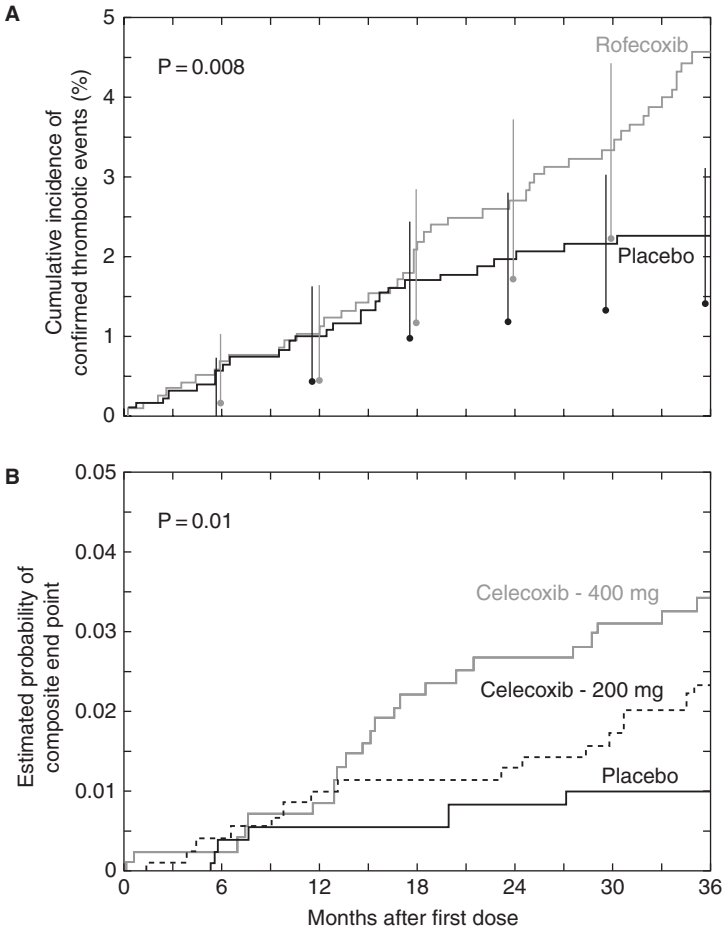 A
Cumulative incidence of
confirmed thrombotic events (%)
5
4
3
2
1
0
P = 0.008
Rofecoxib
Placebo
B
Estimated probability of
composite end point
0.05
0.04
0.03
0.02
0.01
0
P = 0.01
Celecoxib - 400 mg
Celecoxib - 200 mg
Placebo
0 6 12 18 24 30 36
Months after first dose